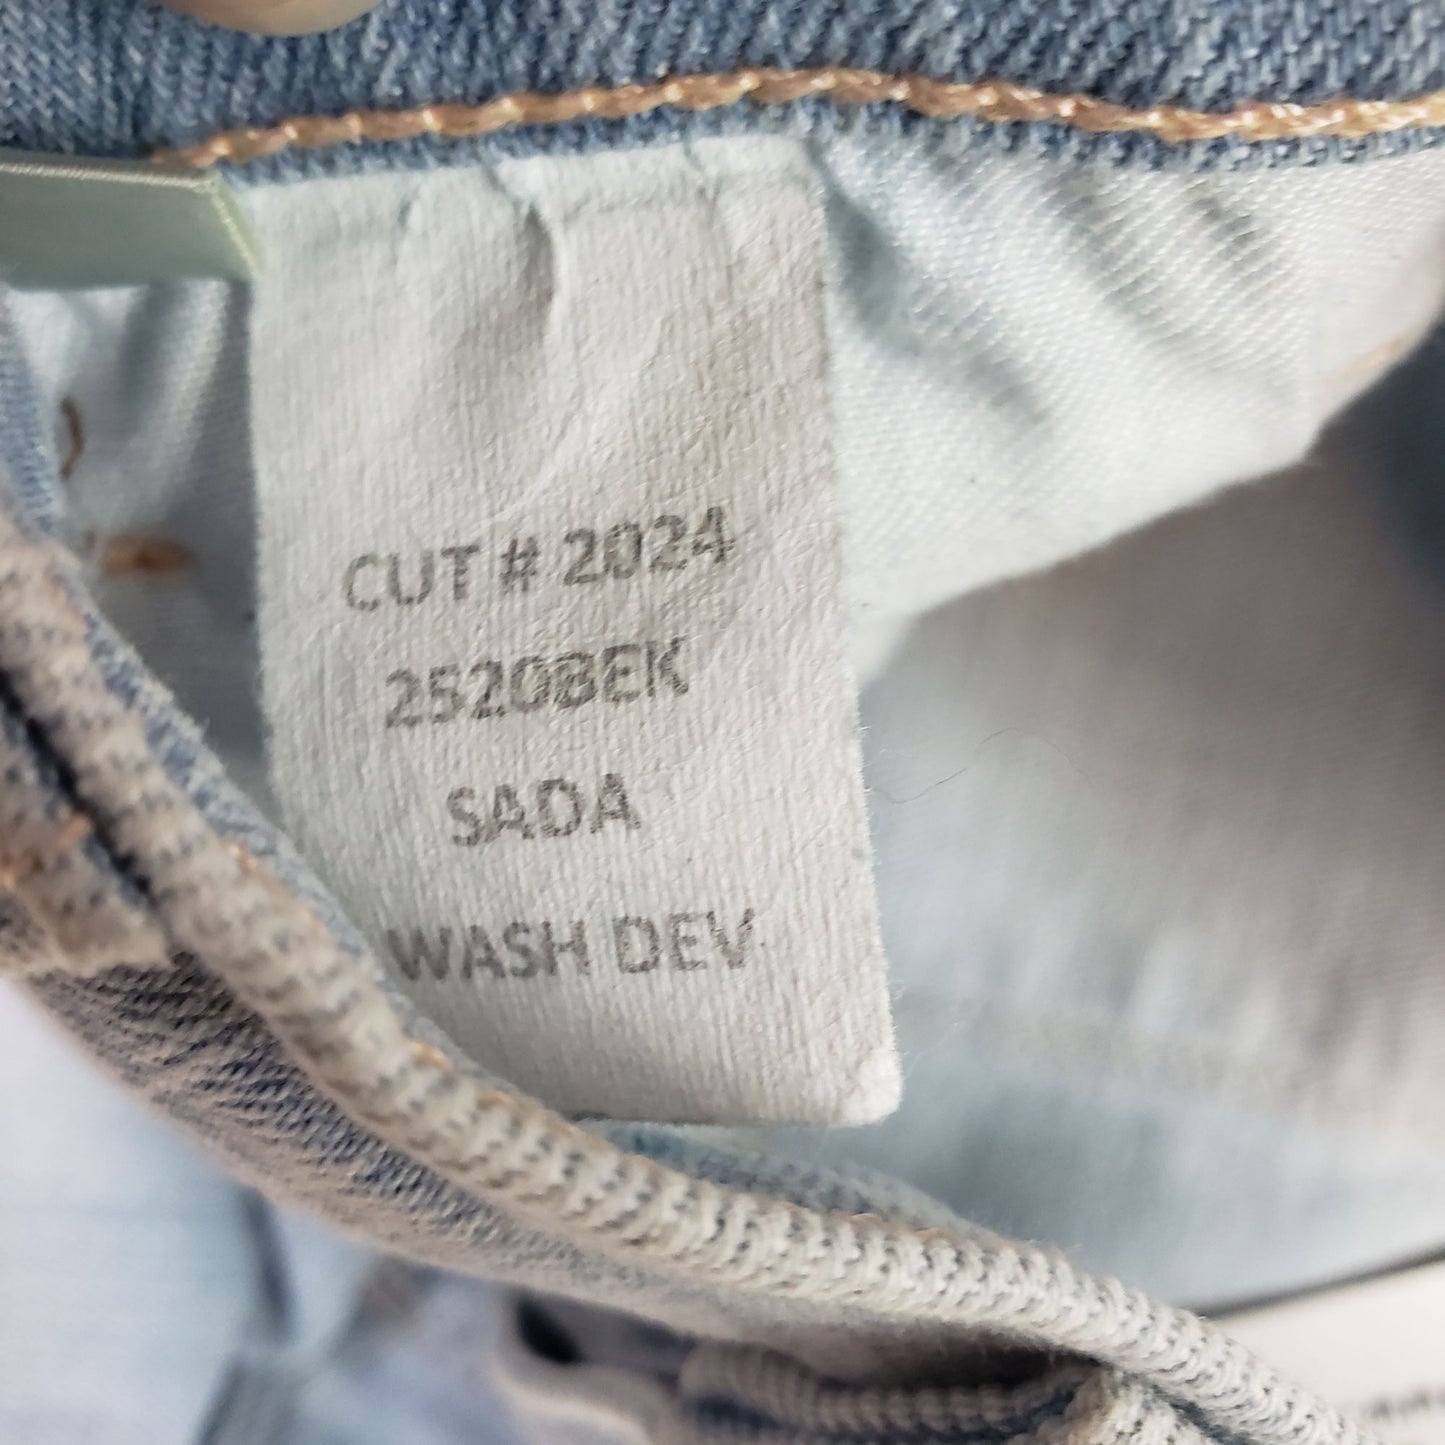 CUT # 2024
2520BEK
SADA
WASH DEV